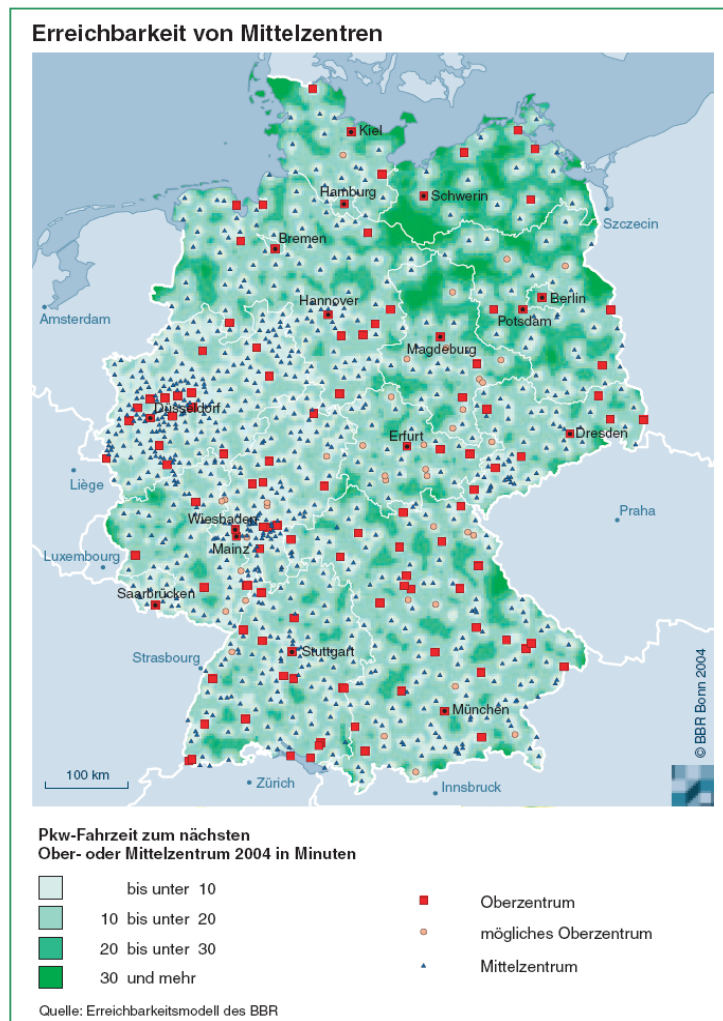 Erreichbarkeit von Mittelzentren
Kiel
Hamburg
Schwerin
Szczecin
Bremen
Berlin
Amsterdam
Hannover
Potsdam
Magdeburg
Düsseldorf
Erfurt
Dresden
Liège
Praha
Wiesbaden
Mainz
Luxembourg
Saarbrücken
Stuttgart
Strasbourg
München
100 km
Zürich
Innsbruck
© BBR Bonn 2004
Pkw-Fahrzeit zum nächsten
Ober- oder Mittelzentrum 2004 in Minuten
bis unter 10
10 bis unter 20
20 bis unter 30
30 und mehr
Oberzentrum
mögliches Oberzentrum
Mittelzentrum
Quelle: Erreichbarkeitsmodell des BBR